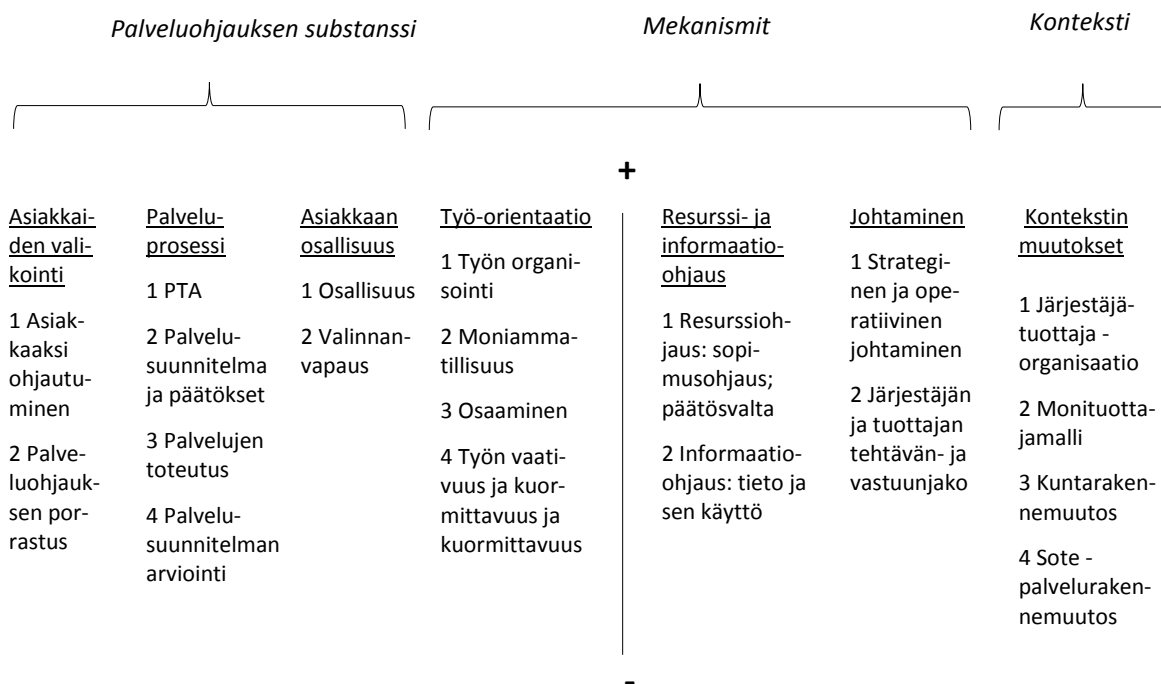 Palveluohjauksen substanssi
Mekanismit
Konteksti
+
Asiakkai-
den vali-
kointi
1 Asiak-
kaaksi
ohjautu-
minen
2 Palve-
luohjauk-
sen por-
rastus
Palvelu-
prosessi
1 PTA
2 Palvelu-
suunnitelma
ja päätökset
3 Palvelujen
toteutus
4 Palvelu-
suunnitelman
arviointi
Asiakkaan
osallisuus
1 Osallisuus
2 Valinnan-
vapaus
Työ-orientaatio
1 Työn organi-
sointi
2 Moniamma-
tillisuus
3 Osaaminen
4 Työn vaati-
vuus ja kuor-
mittavuus ja
kuormittavuus
Resurssi- ja
informaatio-
ohjaus
1 Resurssioh-
jaus: sopi-
musohjaus;
päätösvalta
2 Informaatio-
ohjaus: tieto ja
sen käyttö
Johtaminen
1 Strategi-
nen ja ope-
ratiivinen
johtaminen
2 Järjestäjän
ja tuottajan
tehtävän- ja
vastuunjako
Kontekstin
muutokset
1 Järjestäjä-
tuottaja -
organisaatio
2 Monituotta-
jamalli
3 Kuntaraken-
nemuutos
4 Sote -
palveluraken-
nemuutos
-